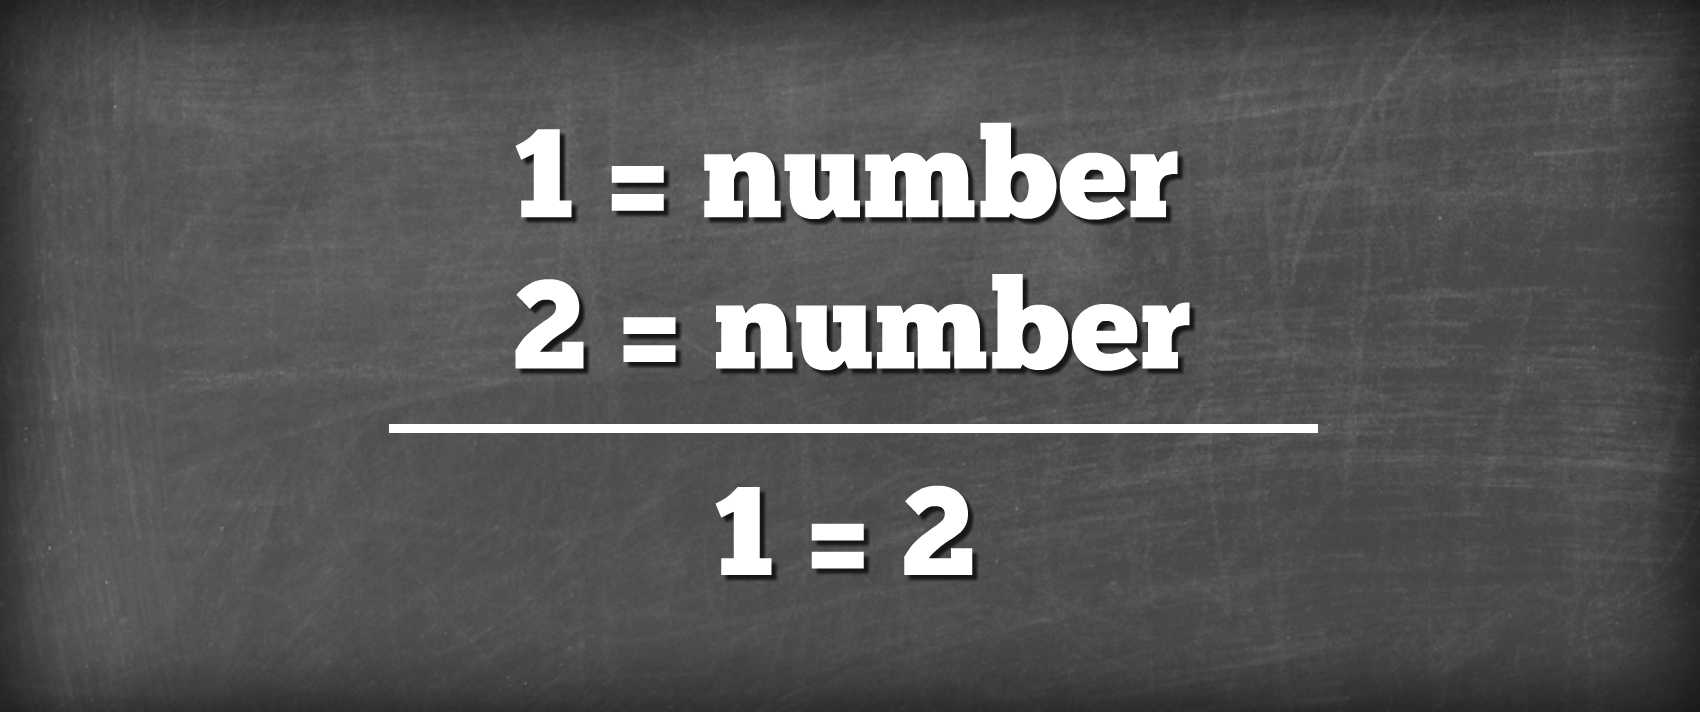 1 = number
2 = number
1 = 2